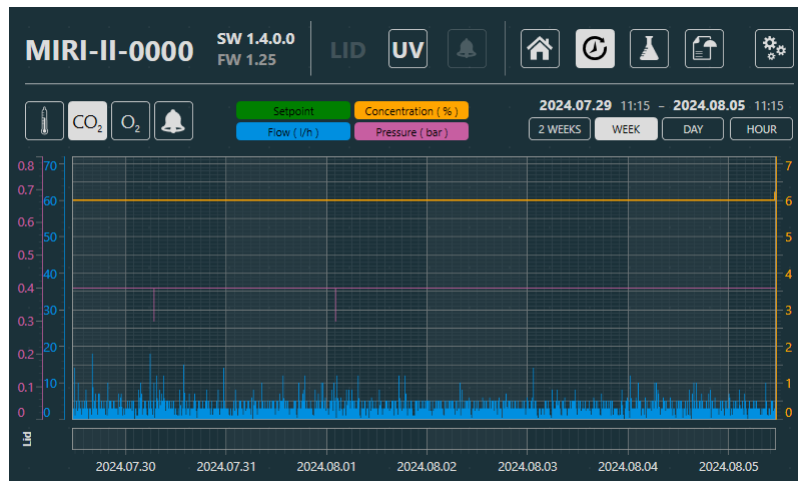 MIRI-II-0000
SW 1.4.0.0
FW 1.25
LID
UV
CO₂
O₂
Setpoint
Concentration ( % )
Flow ( l/h )
Pressure ( bar )
2024.07.29 11:15 – 2024.08.05 11:15
2 WEEKS
WEEK
DAY
HOUR
0.8 70 7
0.7
60 6
0.6
50 5
0.5
40 4
0.4
30 3
0.3
20 2
0.2
10 1
0.1
0 0 0
Lid
2024.07.30 2024.07.31 2024.08.01 2024.08.02 2024.08.03 2024.08.04 2024.08.05